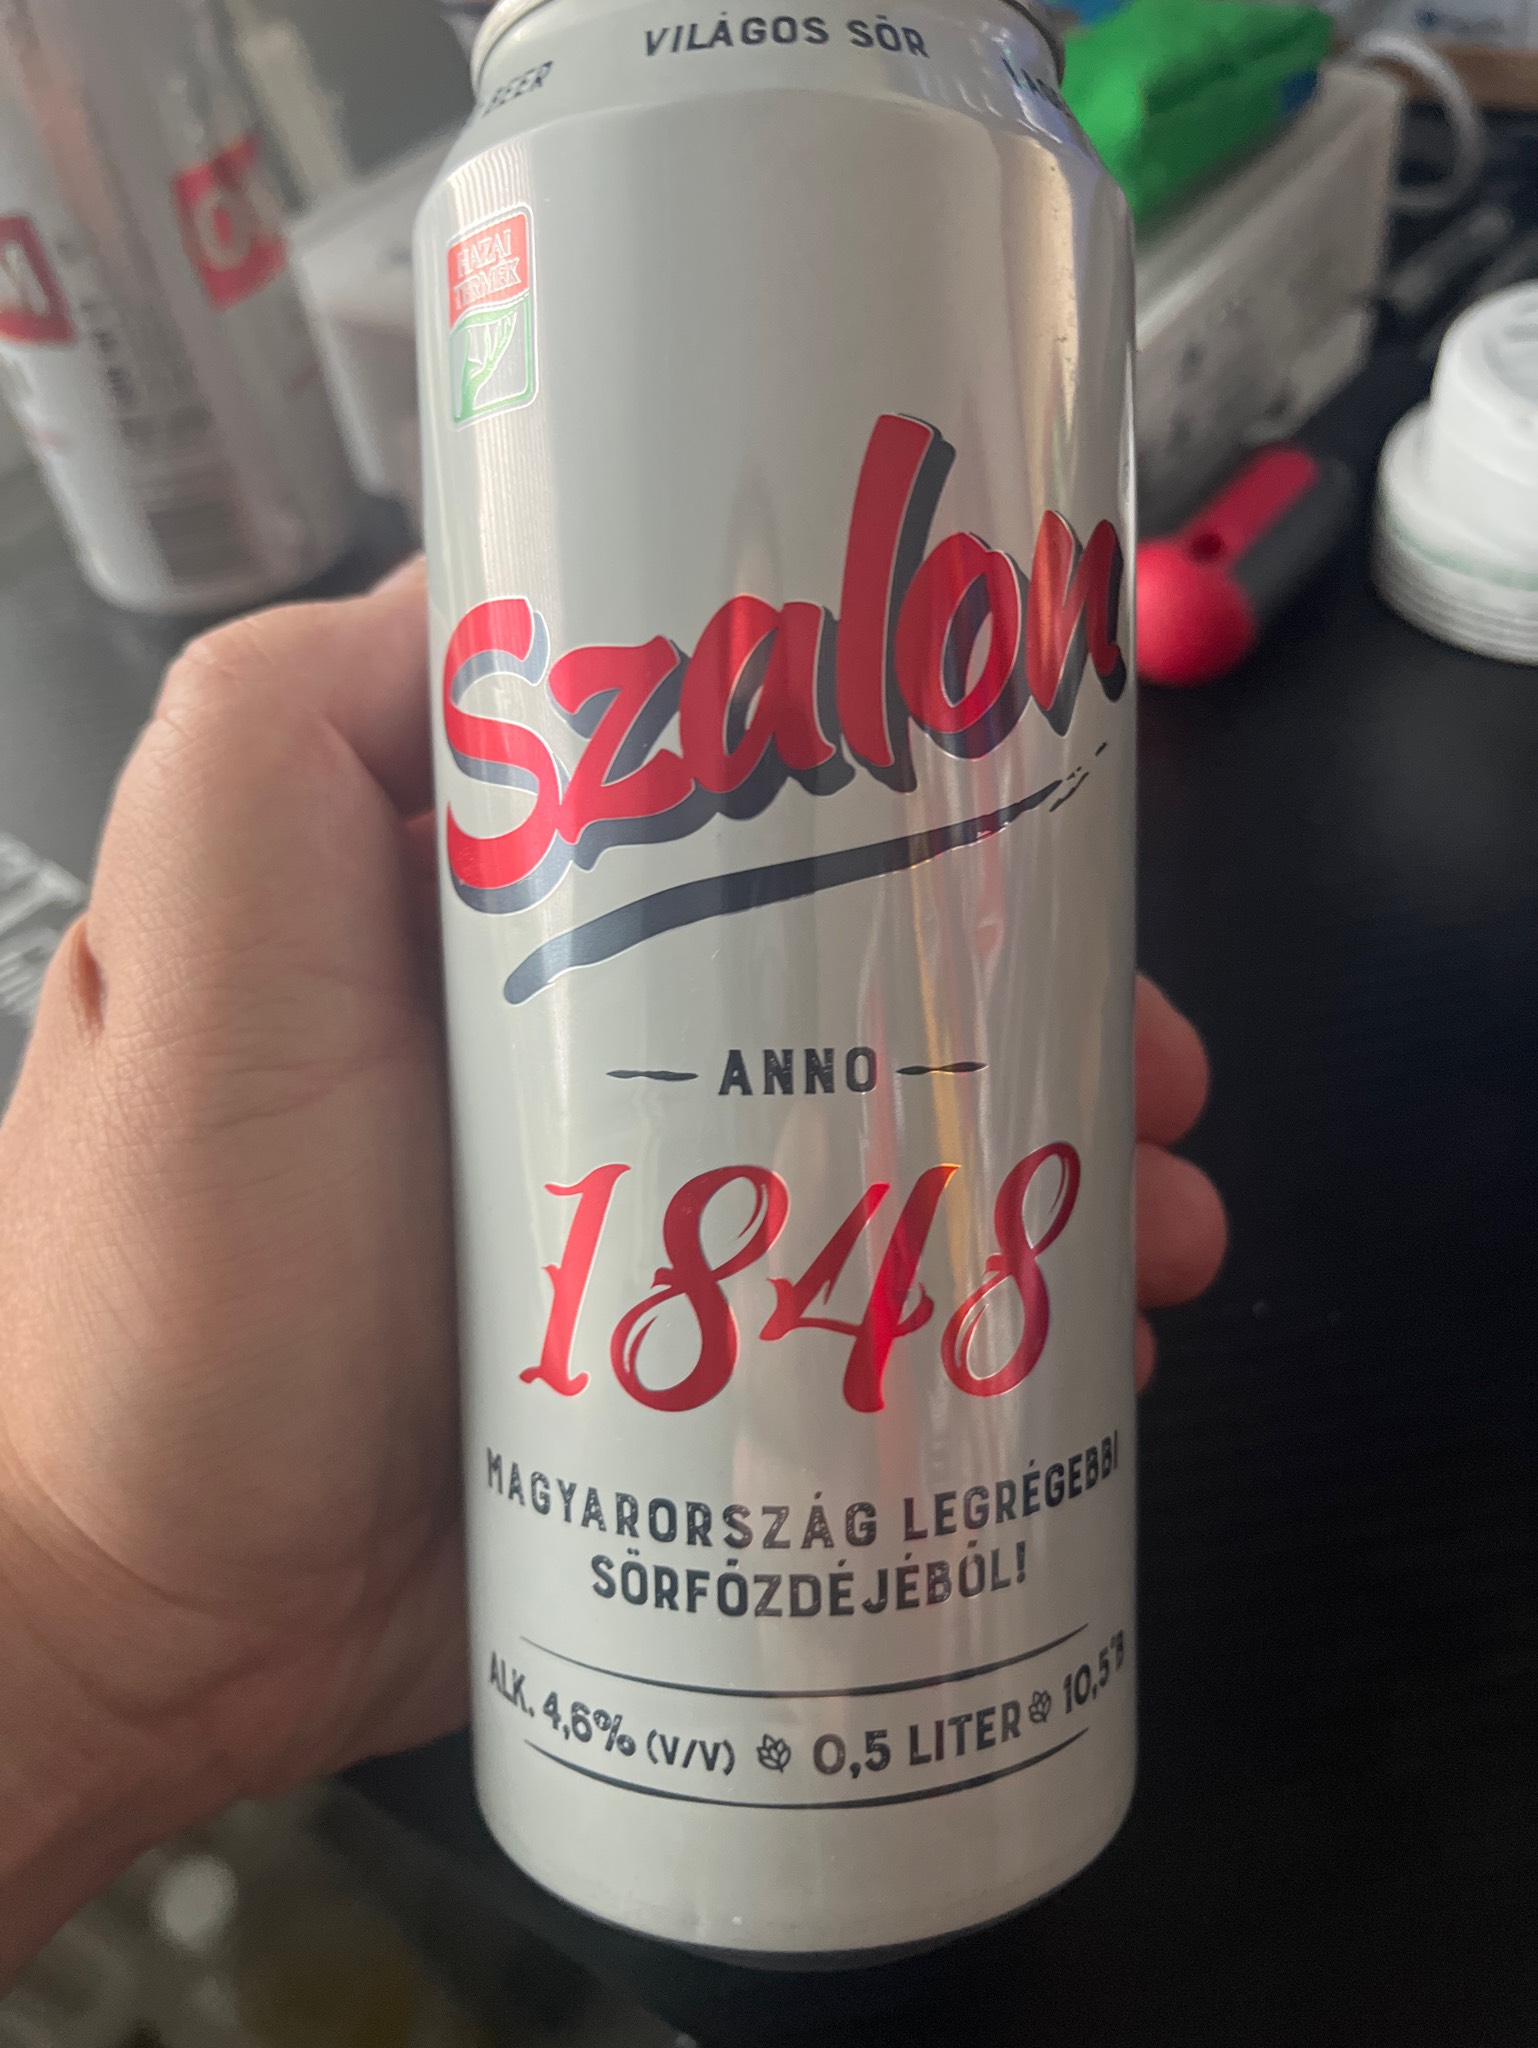 VILÁGOS SÖR
BEER
HAZAI
TERMÉK
Szalon
ANNO
1848
MAGYARORSZÁG LEGRÉGEBBI
SÖRFŐZDÉJÉBŐL!
ALK. 4,6% (V/V) 0,5 LITER 10,5°B